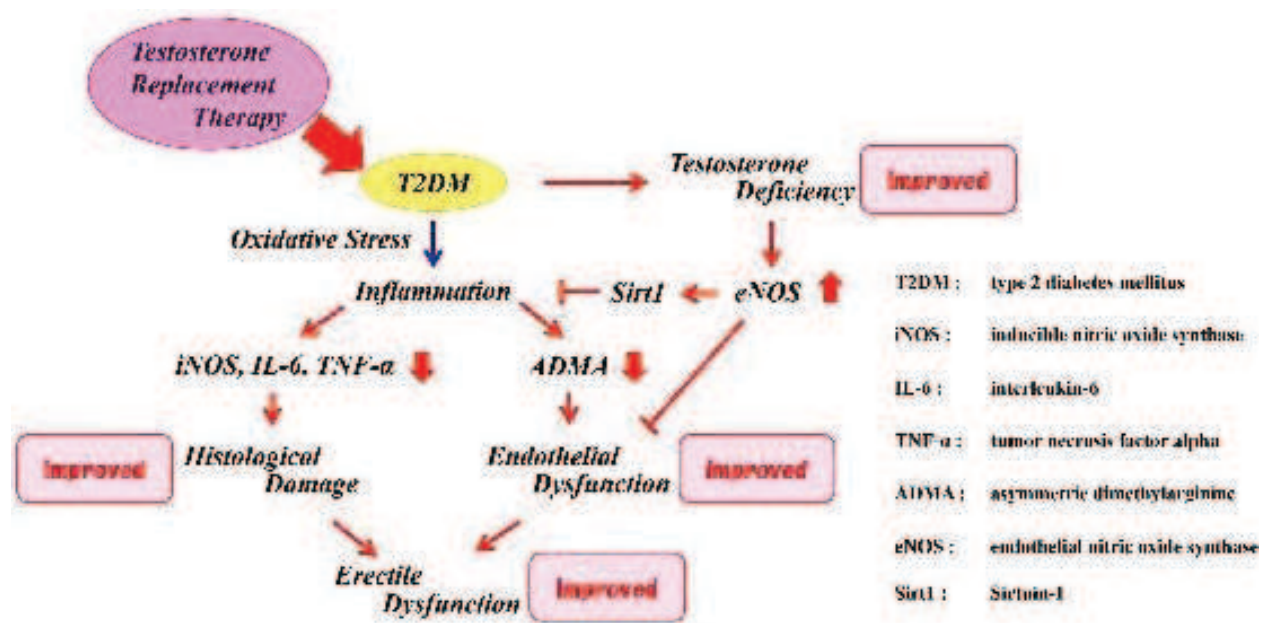 Testosterone
Replacement
Therapy
T2DM
Testosterone
Deficiency
Improved
Oxidative Stress
Inflammation
Sirt1
eNOS
iNOS, IL-6, TNF-α
ADMA
Improved
Histological
Damage
Endothelial
Dysfunction
Improved
Erectile
Dysfunction
Improved
T2DM : type 2 diabetes mellitus
iNOS : inducible nitric oxide synthase
IL-6 : interleukin-6
TNF-α : tumor necrosis factor alpha
ADMA : asymmetric dimethylarginine
eNOS : endothelial nitric oxide synthase
Sirt1 : Sirtuin-1